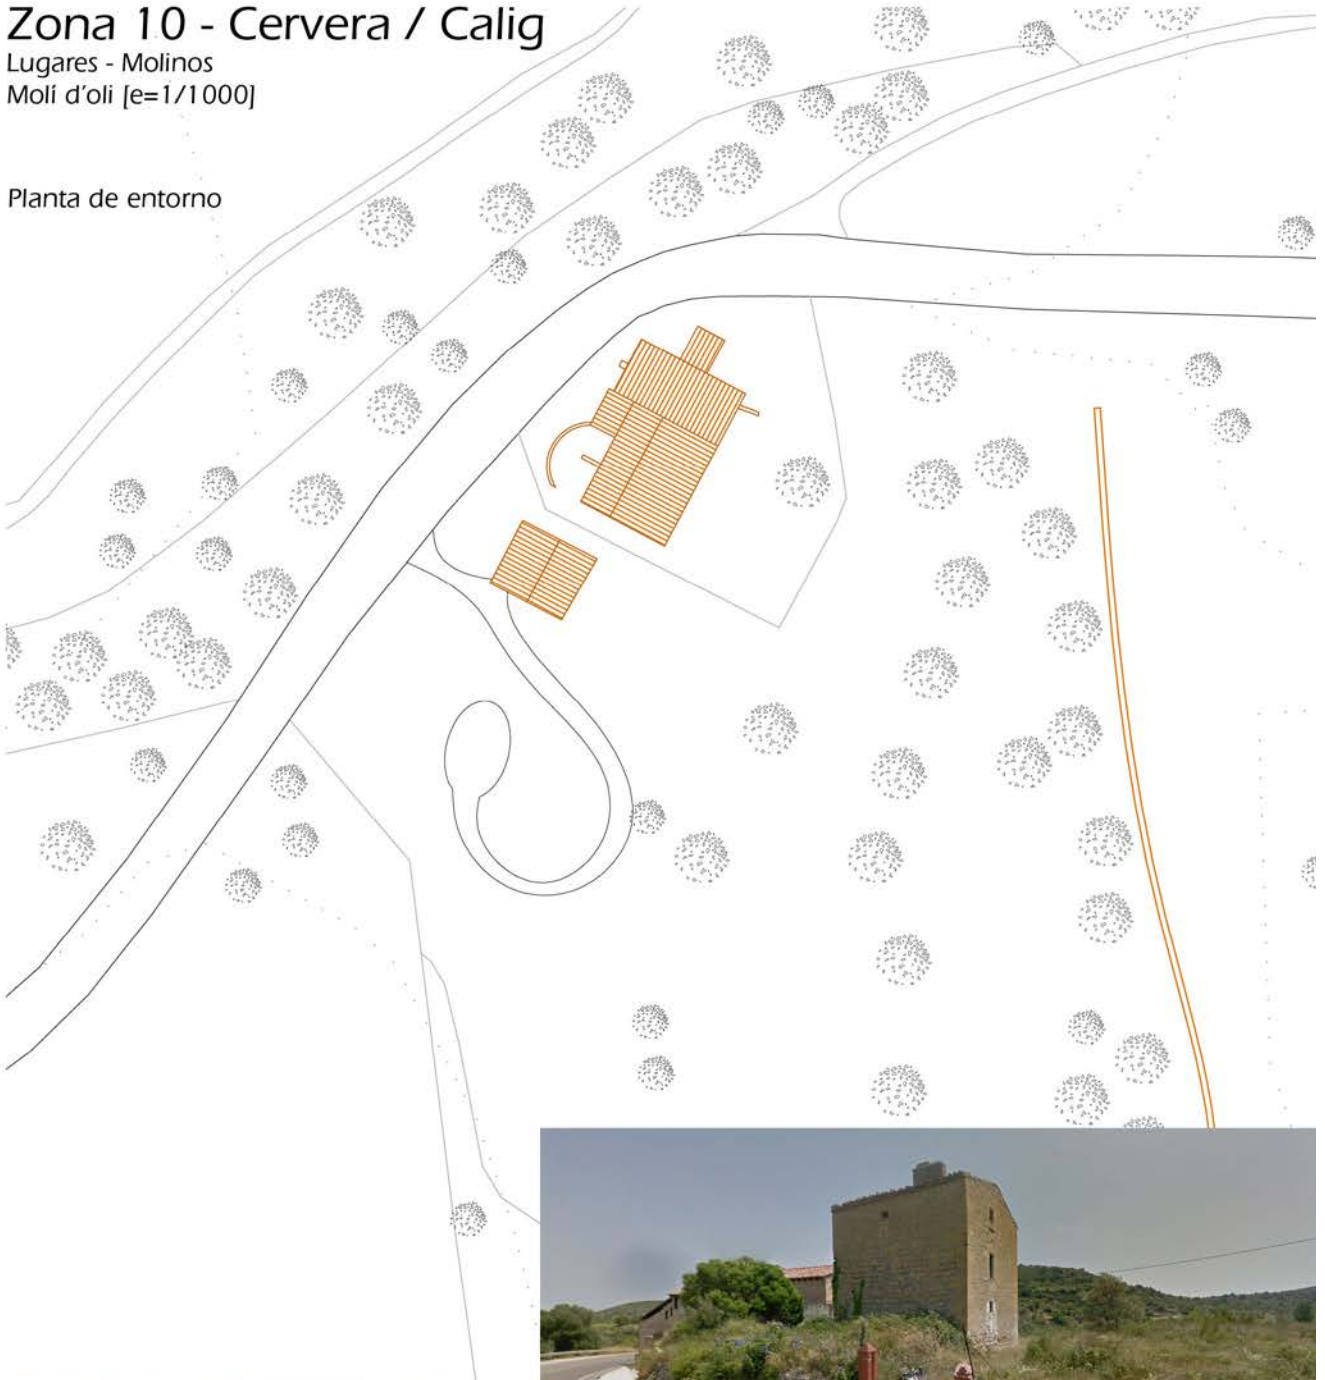 Zona 10 - Cervera / Calig
Lugares - Molinos
Molí d'oli [e=1/1000]
Planta de entorno